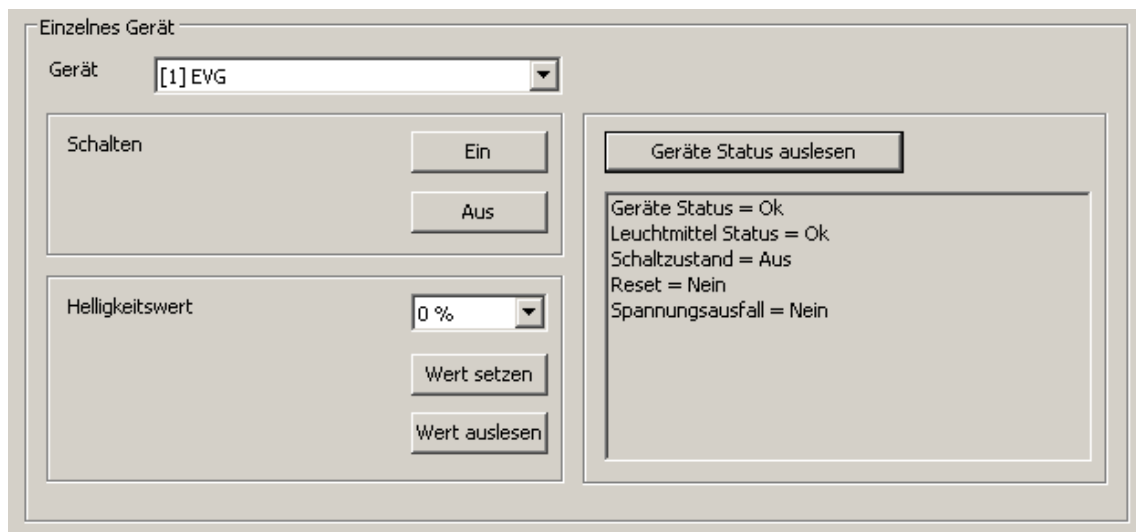 Einzelnes Gerät
Gerät
[1] EVG
Schalten
Ein
Aus
Helligkeitswert
0 %
Wert setzen
Wert auslesen
Geräte Status auslesen
Geräte Status = Ok
Leuchtmittel Status = Ok
Schaltzustand = Aus
Reset = Nein
Spannungsausfall = Nein